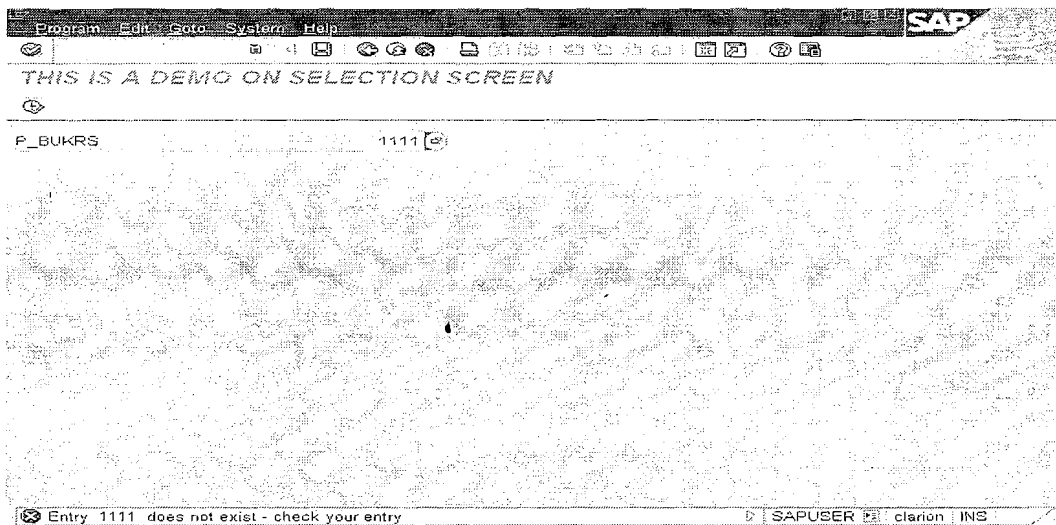 Program Edit Goto System Help
SAP
THIS IS A DEMO ON SELECTION SCREEN
P_BUKRS 1111
Entry 1111 does not exist - check your entry
SAPUSER clarion INS